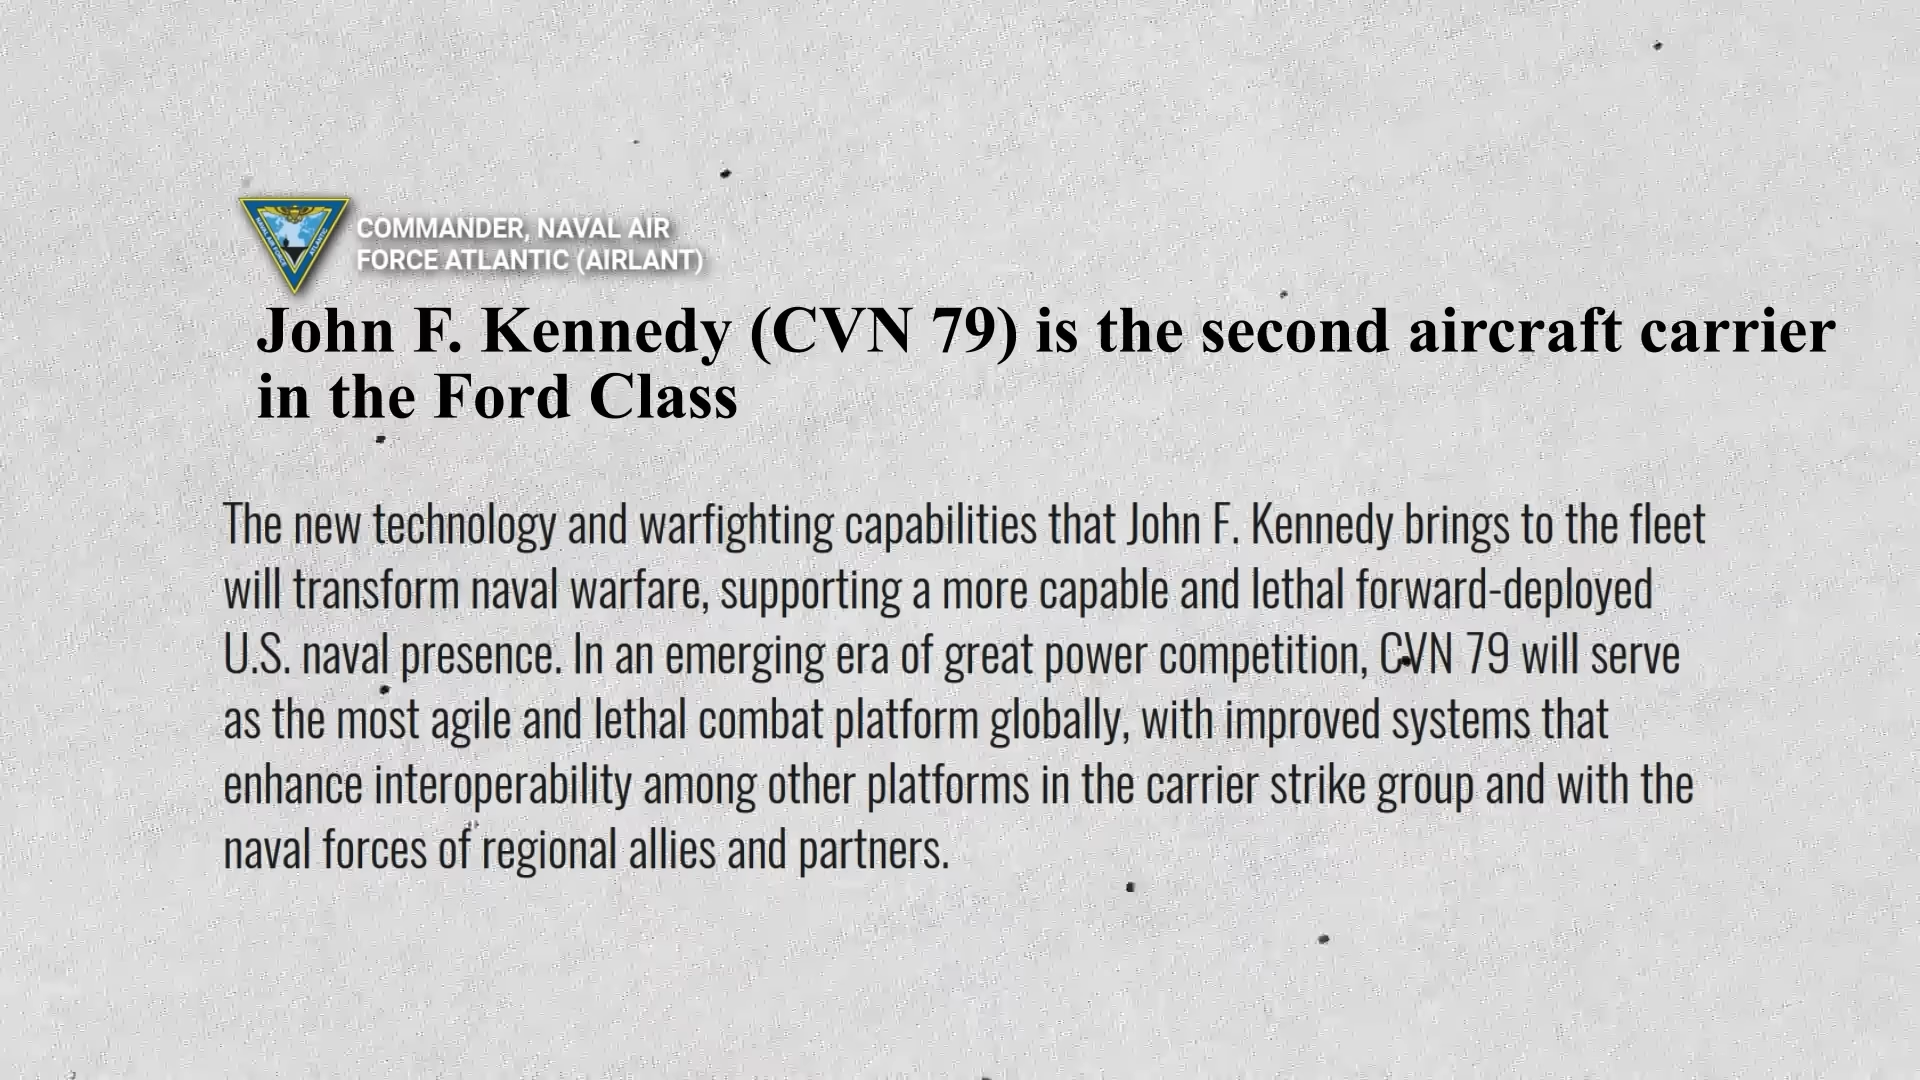 COMMANDER, NAVAL AIR
FORCE ATLANTIC (AIRLANT)
John F. Kennedy (CVN 79) is the second aircraft carrier
in the Ford Class
The new technology and warfighting capabilities that John F. Kennedy brings to the fleet
will transform naval warfare, supporting a more capable and lethal forward-deployed
U.S. naval presence. In an emerging era of great power competition, CVN 79 will serve
as the most agile and lethal combat platform globally, with improved systems that
enhance interoperability among other platforms in the carrier strike group and with the
naval forces of regional allies and partners.